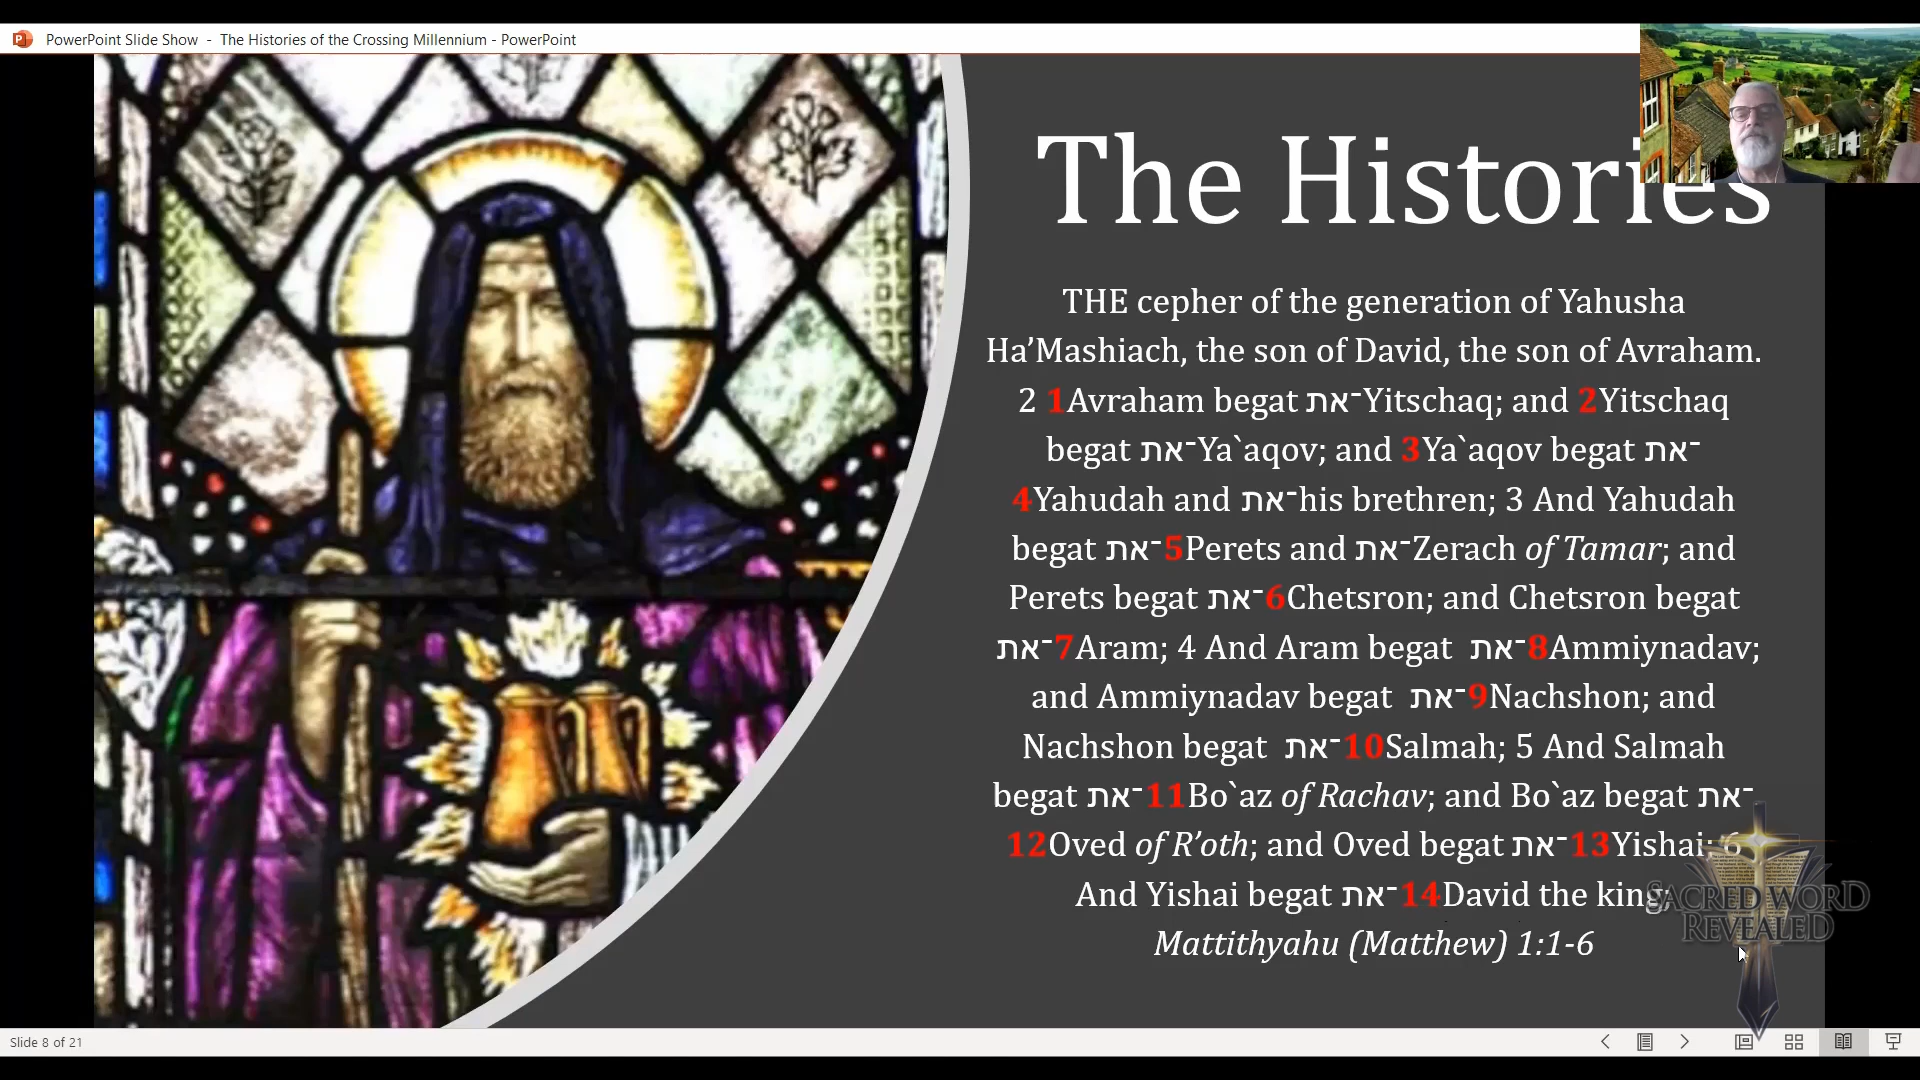 PowerPoint Slide Show - The Histories of the Crossing Millennium - PowerPoint
The Histories
THE cepher of the generation of Yahusha
Ha’Mashiach, the son of David, the son of Avraham.
2 1Avraham begat את־Yitschaq; and 2Yitschaq
begat את־Ya`aqov; and 3Ya`aqov begat את־
4Yahudah and את־his brethren; 3 And Yahudah
begat את־5Perets and את־Zerach of Tamar; and
Perets begat את־6Chetsron; and Chetsron begat
את־7Aram; 4 And Aram begat את־8Ammiynadav;
and Ammiynadav begat את־9Nachshon; and
Nachshon begat את־10Salmah; 5 And Salmah
begat את־11Bo`az of Rachav; and Bo`az begat את־
12Oved of R’oth; and Oved begat את־13Yishai; 6
And Yishai begat את־14David the king;
Mattithyahu (Matthew) 1:1-6
SACRED WORD
REVEALED
Slide 8 of 21